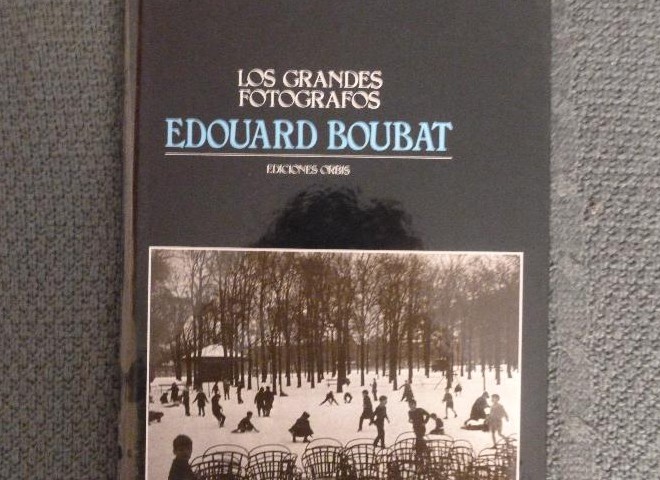 LOS GRANDES
FOTOGRAFOS
EDOUARD BOUBAT
EDICIONES ORBIS